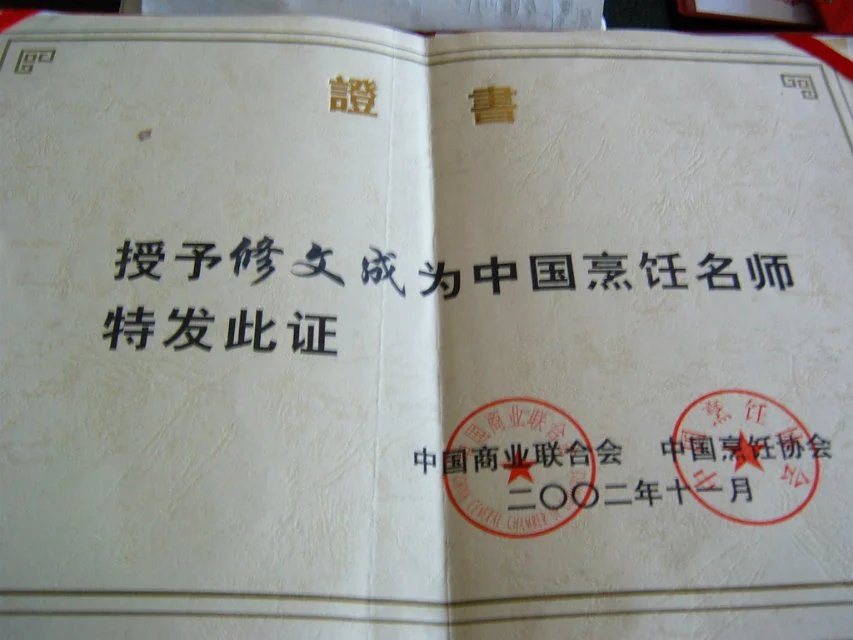 證 書
授予修文成为中国烹饪名师
特发此证
中国商业联合会 中国烹饪协会
二〇〇二年十一月